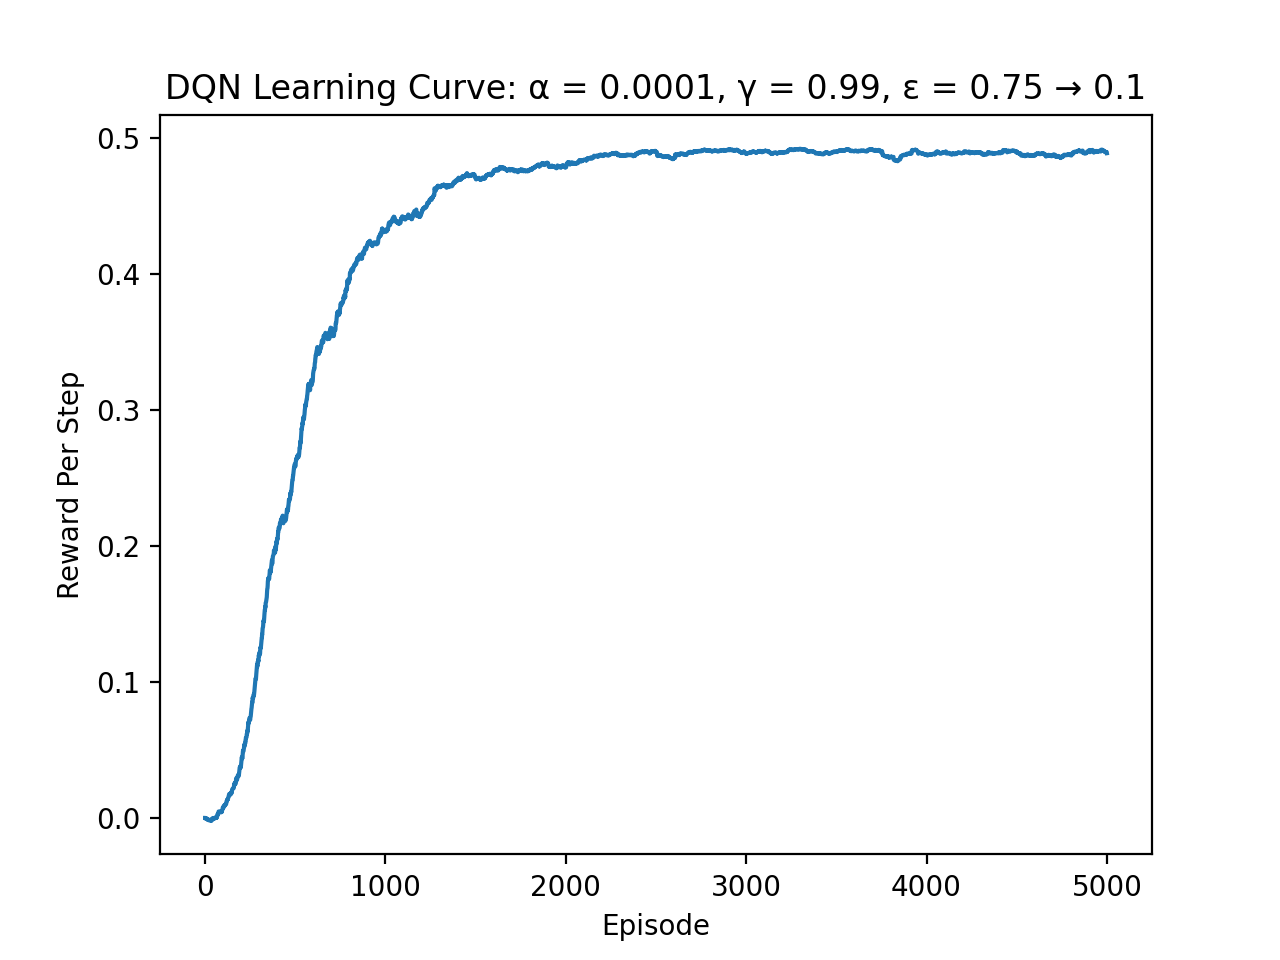 DQN Learning Curve: α = 0.0001, γ = 0.99, ε = 0.75 → 0.1
0.5
0.4
0.3
0.2
0.1
0.0
Reward Per Step
0 1000 2000 3000 4000 5000
Episode